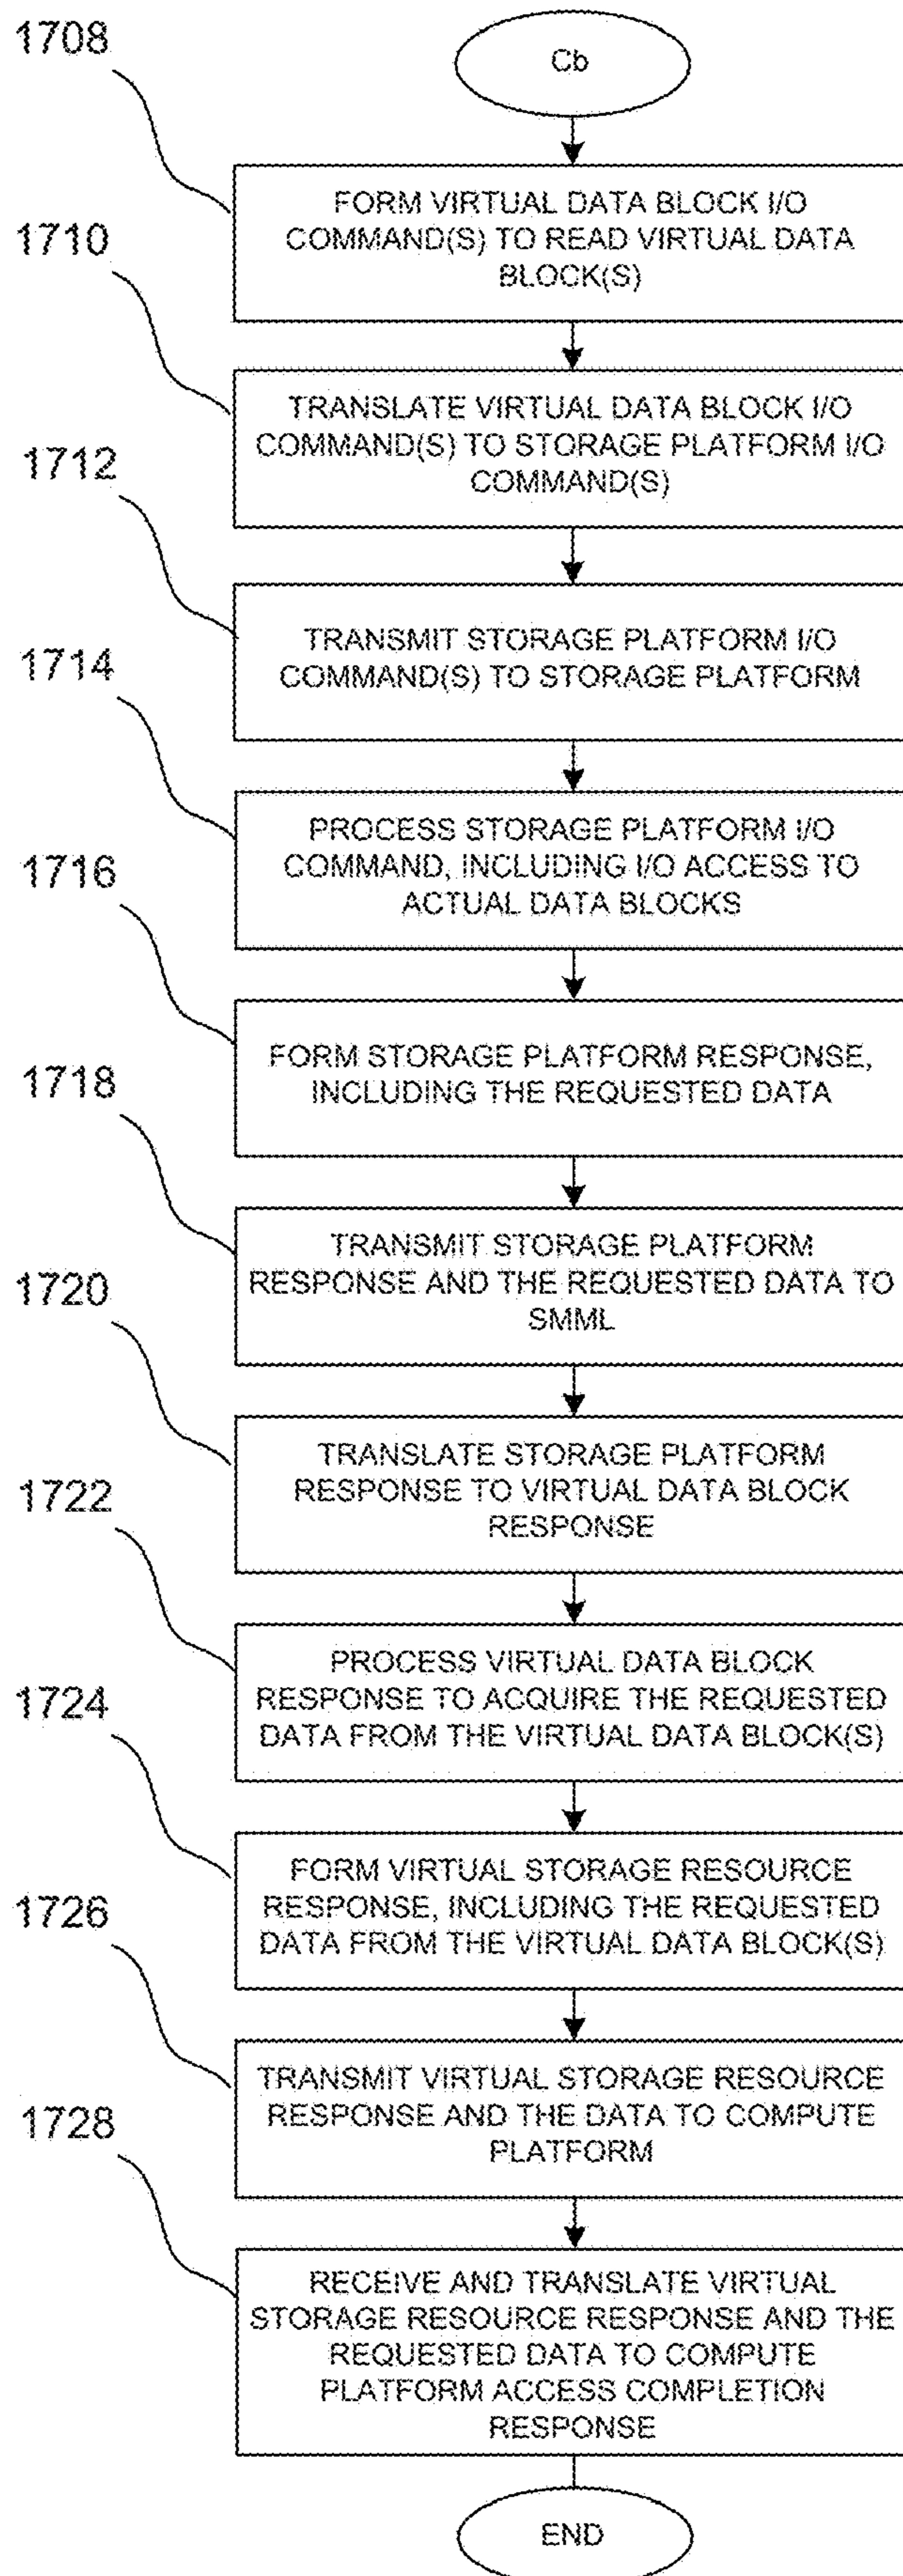 Cb
1708
FORM VIRTUAL DATA BLOCK I/O
COMMAND(S) TO READ VIRTUAL DATA
BLOCK(S)
1710
TRANSLATE VIRTUAL DATA BLOCK I/O
COMMAND(S) TO STORAGE PLATFORM I/O
COMMAND(S)
1712
TRANSMIT STORAGE PLATFORM I/O
COMMAND(S) TO STORAGE PLATFORM
1714
PROCESS STORAGE PLATFORM I/O
COMMAND, INCLUDING I/O ACCESS TO
ACTUAL DATA BLOCKS
1716
FORM STORAGE PLATFORM RESPONSE,
INCLUDING THE REQUESTED DATA
1718
TRANSMIT STORAGE PLATFORM
RESPONSE AND THE REQUESTED DATA TO
SMML
1720
TRANSLATE STORAGE PLATFORM
RESPONSE TO VIRTUAL DATA BLOCK
RESPONSE
1722
PROCESS VIRTUAL DATA BLOCK
RESPONSE TO ACQUIRE THE REQUESTED
DATA FROM THE VIRTUAL DATA BLOCK(S)
1724
FORM VIRTUAL STORAGE RESOURCE
RESPONSE, INCLUDING THE REQUESTED
DATA FROM THE VIRTUAL DATA BLOCK(S)
1726
TRANSMIT VIRTUAL STORAGE RESOURCE
RESPONSE AND THE DATA TO COMPUTE
PLATFORM
1728
RECEIVE AND TRANSLATE VIRTUAL
STORAGE RESOURCE RESPONSE AND THE
REQUESTED DATA TO COMPUTE
PLATFORM ACCESS COMPLETION
RESPONSE
END